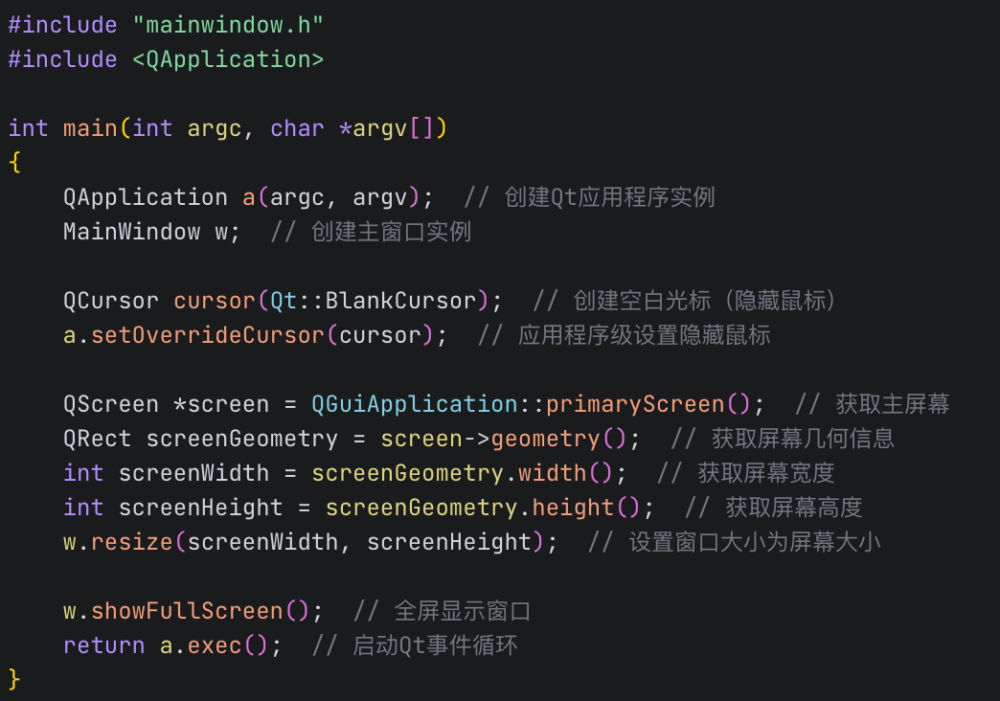 #include "mainwindow.h"
#include <QApplication>

int main(int argc, char *argv[])
{
    QApplication a(argc, argv);  // 创建Qt应用程序实例
    MainWindow w;  // 创建主窗口实例

    QCursor cursor(Qt::BlankCursor);  // 创建空白光标（隐藏鼠标）
    a.setOverrideCursor(cursor);  // 应用程序级设置隐藏鼠标

    QScreen *screen = QGuiApplication::primaryScreen();  // 获取主屏幕
    QRect screenGeometry = screen->geometry();  // 获取屏幕几何信息
    int screenWidth = screenGeometry.width();  // 获取屏幕宽度
    int screenHeight = screenGeometry.height();  // 获取屏幕高度
    w.resize(screenWidth, screenHeight);  // 设置窗口大小为屏幕大小

    w.showFullScreen();  // 全屏显示窗口
    return a.exec();  // 启动Qt事件循环
}